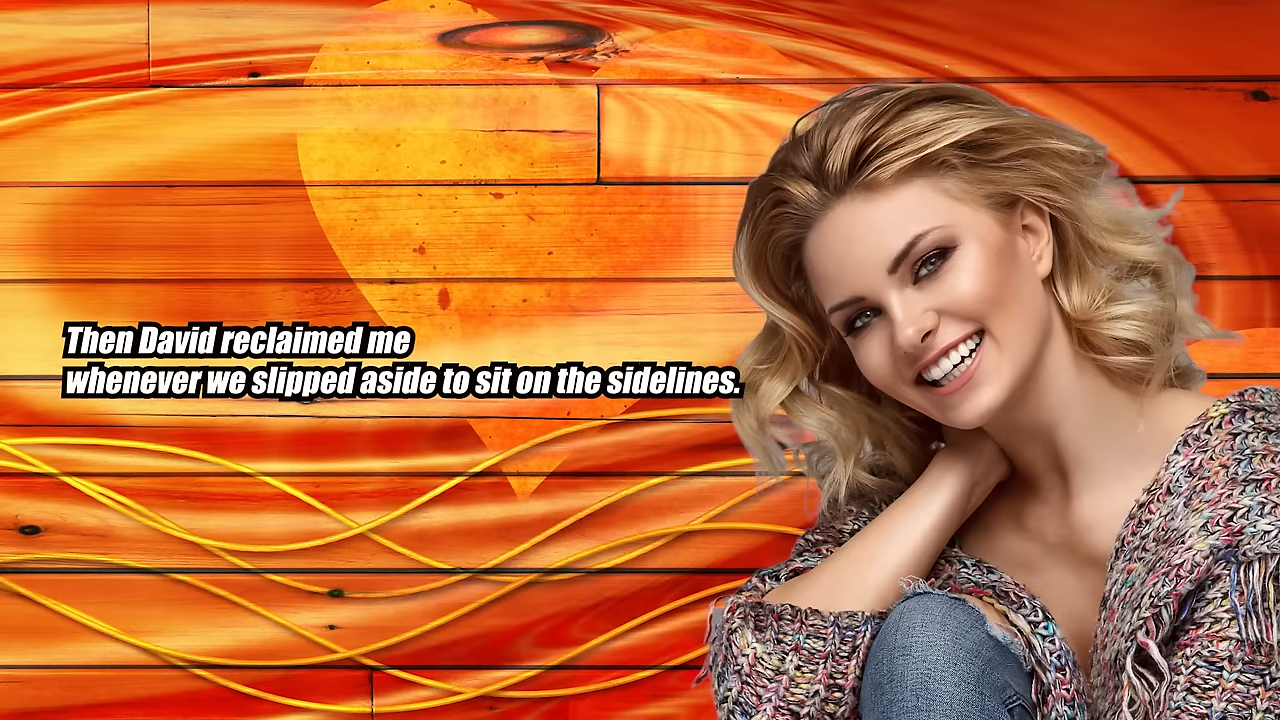 Then David reclaimed me
whenever we slipped aside to sit on the sidelines.